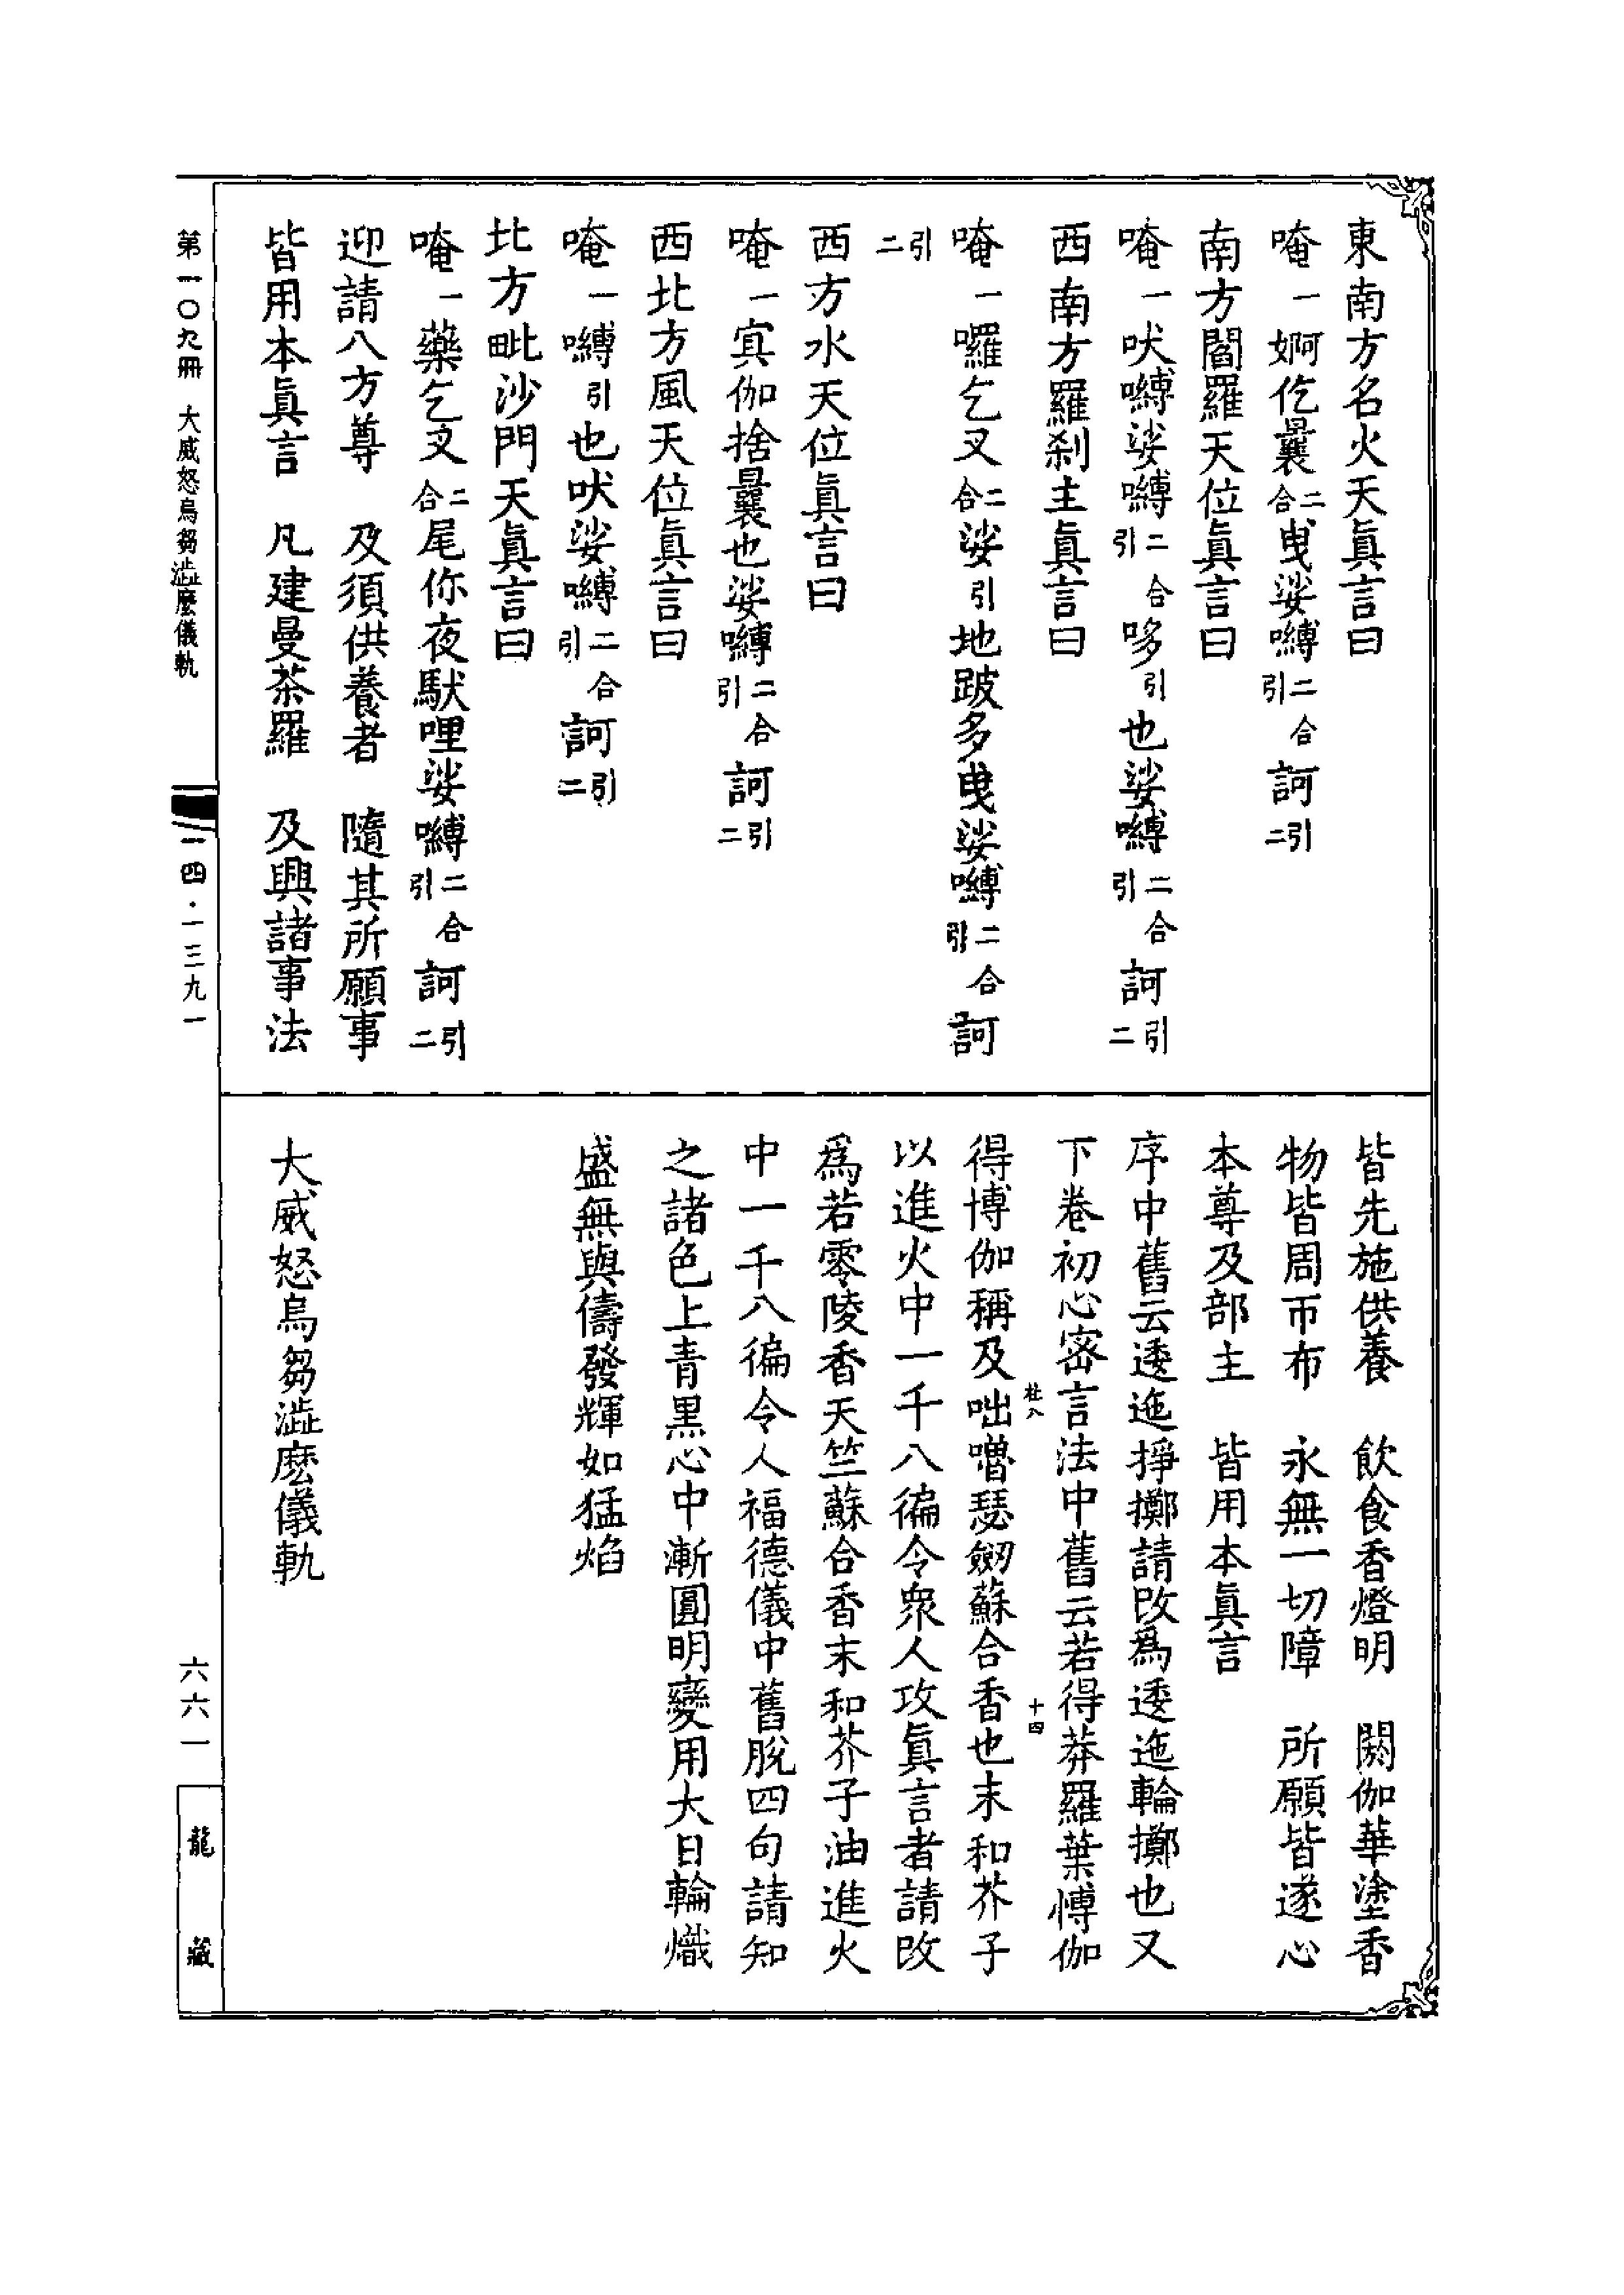 東南方名火天眞言曰
唵一婀仡曩二合曳娑嚩二合引訶引二
南方閻羅天位眞言曰
唵一吠嚩娑嚩二合引哆引也娑嚩二合引訶引二
西南方羅剎主眞言曰
唵一囉乞叉二合娑引地跛多曳娑嚩二合引訶
引二
西方水天位眞言曰
唵一寘伽捨曩也娑嚩二合引訶引二
西北方風天位眞言曰
唵一嚩引也吠娑嚩二合引訶引二
北方毗沙門天眞言曰
唵一藥乞叉二合尾你夜馱哩娑嚩二合引訶引二
迎請八方尊　及須供養者　隨其所願事
皆用本眞言　凡建曼茶羅　及興諸事法
皆先施供養　飲食香燈明　閼伽華塗香
物皆周帀布　永無一切障　所願皆遂心
本尊及部主　皆用本眞言
序中舊云逶迤掙擲請改爲逶迤輪擲也又
下卷初心密言法中舊云若得莽羅葉愽伽
杜八　十四
得博伽稱及咄嚕瑟劒蘇合香也末和芥子
以進火中一千八徧令衆人攻眞言者請改
爲若零陵香天竺蘇合香末和芥子油進火
中一千八徧令人福德儀中舊脫四句請知
之諸色上青黑心中漸圓明變用大日輪熾
盛無與儔發輝如猛焰
大威怒烏芻澁麽儀軌
第一〇九冊　大威怒烏芻澁麼儀軌
一四·一三九一
六六一
龍藏